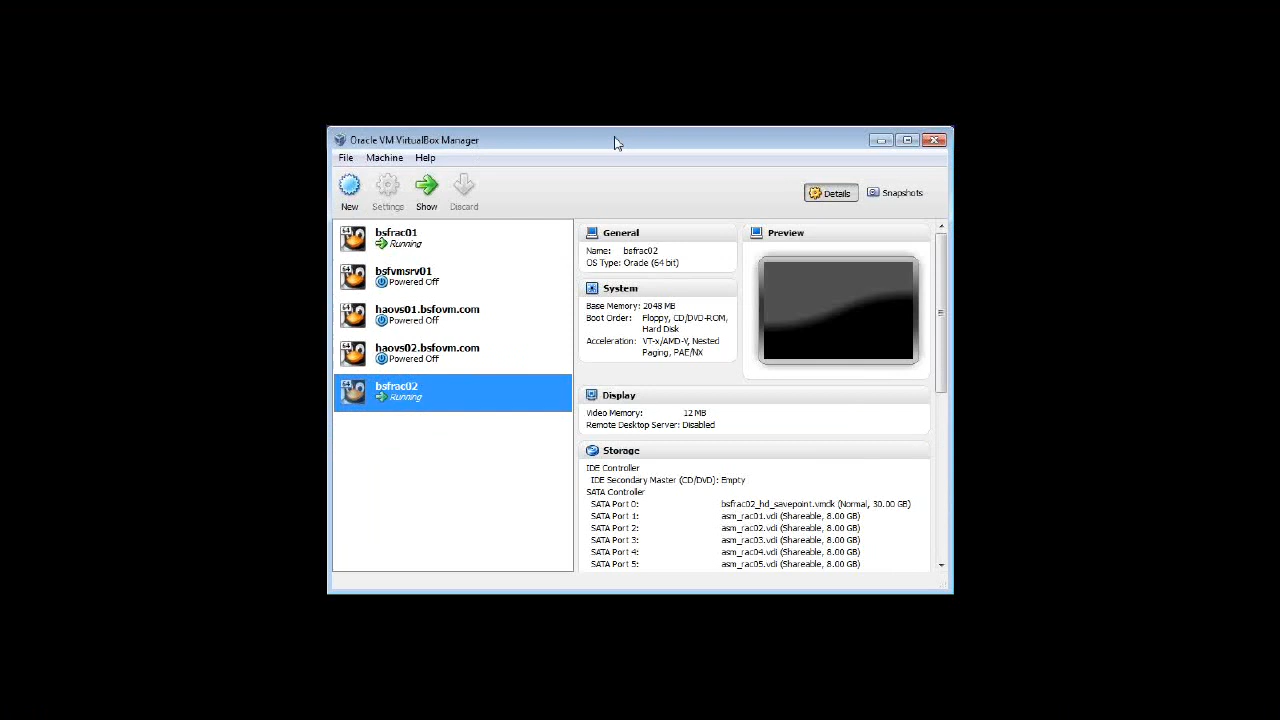 Oracle VM VirtualBox Manager
File Machine Help
New Settings Show Discard Details Snapshots
bsfrac01
Running
bsfvmsrv01
Powered Off
haovs01.bsfovm.com
Powered Off
haovs02.bsfovm.com
Powered Off
bsfrac02
Running
General
Name: bsfrac02
OS Type: Oracle (64 bit)
System
Base Memory: 2048 MB
Boot Order: Floppy, CD/DVD-ROM,
Hard Disk
Acceleration: VT-x/AMD-V, Nested
Paging, PAE/NX
Preview
Display
Video Memory: 12 MB
Remote Desktop Server: Disabled
Storage
IDE Controller
IDE Secondary Master (CD/DVD): Empty
SATA Controller
SATA Port 0: bsfrac02_hd_savepoint.vmdk (Normal, 30.00 GB)
SATA Port 1: asm_rac01.vdi (Shareable, 8.00 GB)
SATA Port 2: asm_rac02.vdi (Shareable, 8.00 GB)
SATA Port 3: asm_rac03.vdi (Shareable, 8.00 GB)
SATA Port 4: asm_rac04.vdi (Shareable, 8.00 GB)
SATA Port 5: asm_rac05.vdi (Shareable, 8.00 GB)